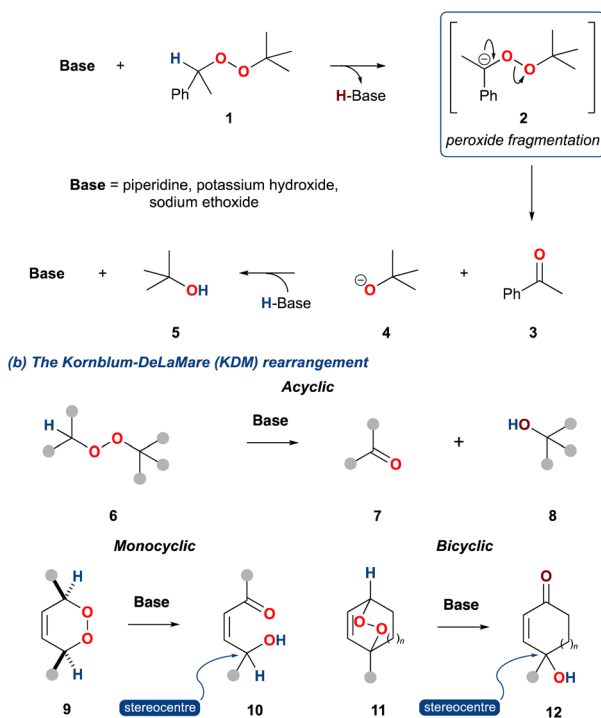 Base + H O O Ph 1 H-Base O O ⊖ Ph 2
peroxide fragmentation
Base = piperidine, potassium hydroxide,
sodium ethoxide
Base + OH 5 H-Base ⊖ O 4 + O Ph 3
(b) The Kornblum-DeLaMare (KDM) rearrangement
Acyclic
H O O 6 Base O 7 + HO 8
Monocyclic
Bicyclic
H O O H 9 Base O OH H 10
stereocentre
H O O ( )n 11 Base O ( )n OH 12
stereocentre